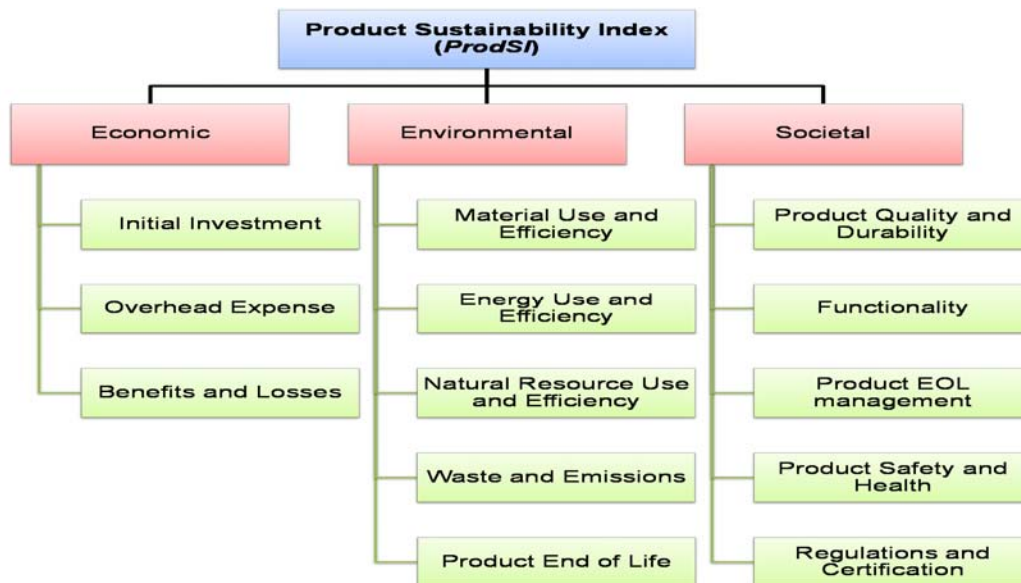 Product Sustainability Index
(ProdSI)
Economic
Environmental
Societal
Initial Investment
Overhead Expense
Benefits and Losses
Material Use and
Efficiency
Energy Use and
Efficiency
Natural Resource Use
and Efficiency
Waste and Emissions
Product End of Life
Product Quality and
Durability
Functionality
Product EOL
management
Product Safety and
Health
Regulations and
Certification